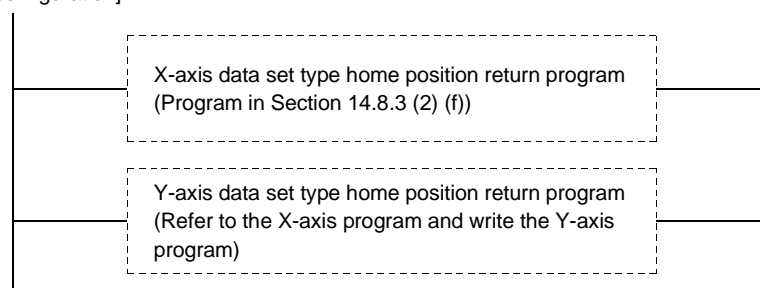 X-axis data set type home position return program
(Program in Section 14.8.3 (2) (f))
Y-axis data set type home position return program
(Refer to the X-axis program and write the Y-axis
program)